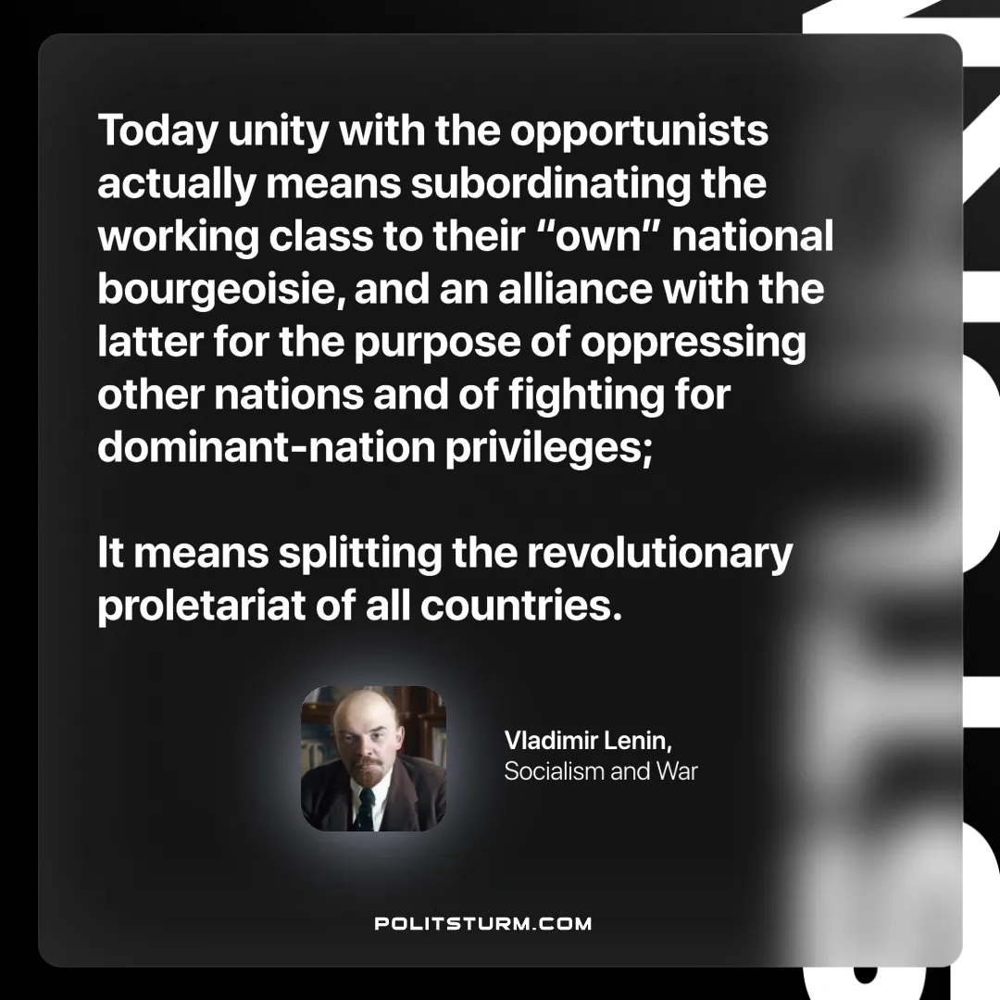 Today unity with the opportunists
actually means subordinating the
working class to their “own” national
bourgeoisie, and an alliance with the
latter for the purpose of oppressing
other nations and of fighting for
dominant-nation privileges;
It means splitting the revolutionary
proletariat of all countries.
Vladimir Lenin,
Socialism and War
POLITSTURM.COM